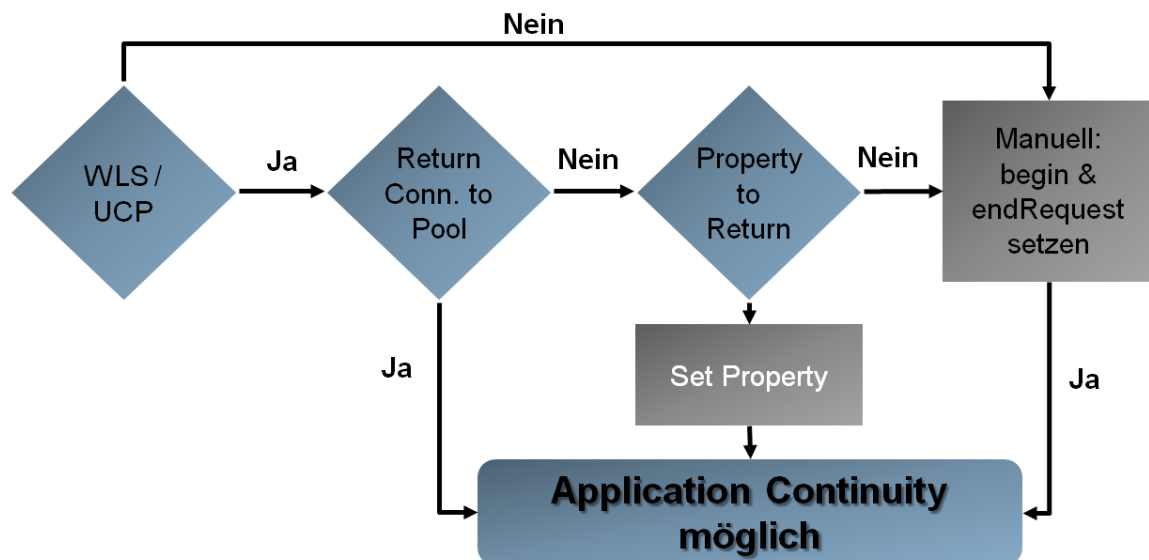 Nein
WLS /
UCP
Ja
Return
Conn. to
Pool
Nein
Property
to
Return
Nein
Manuell:
begin &
endRequest
setzen
Ja
Set Property
Ja
Application Continuity
möglich